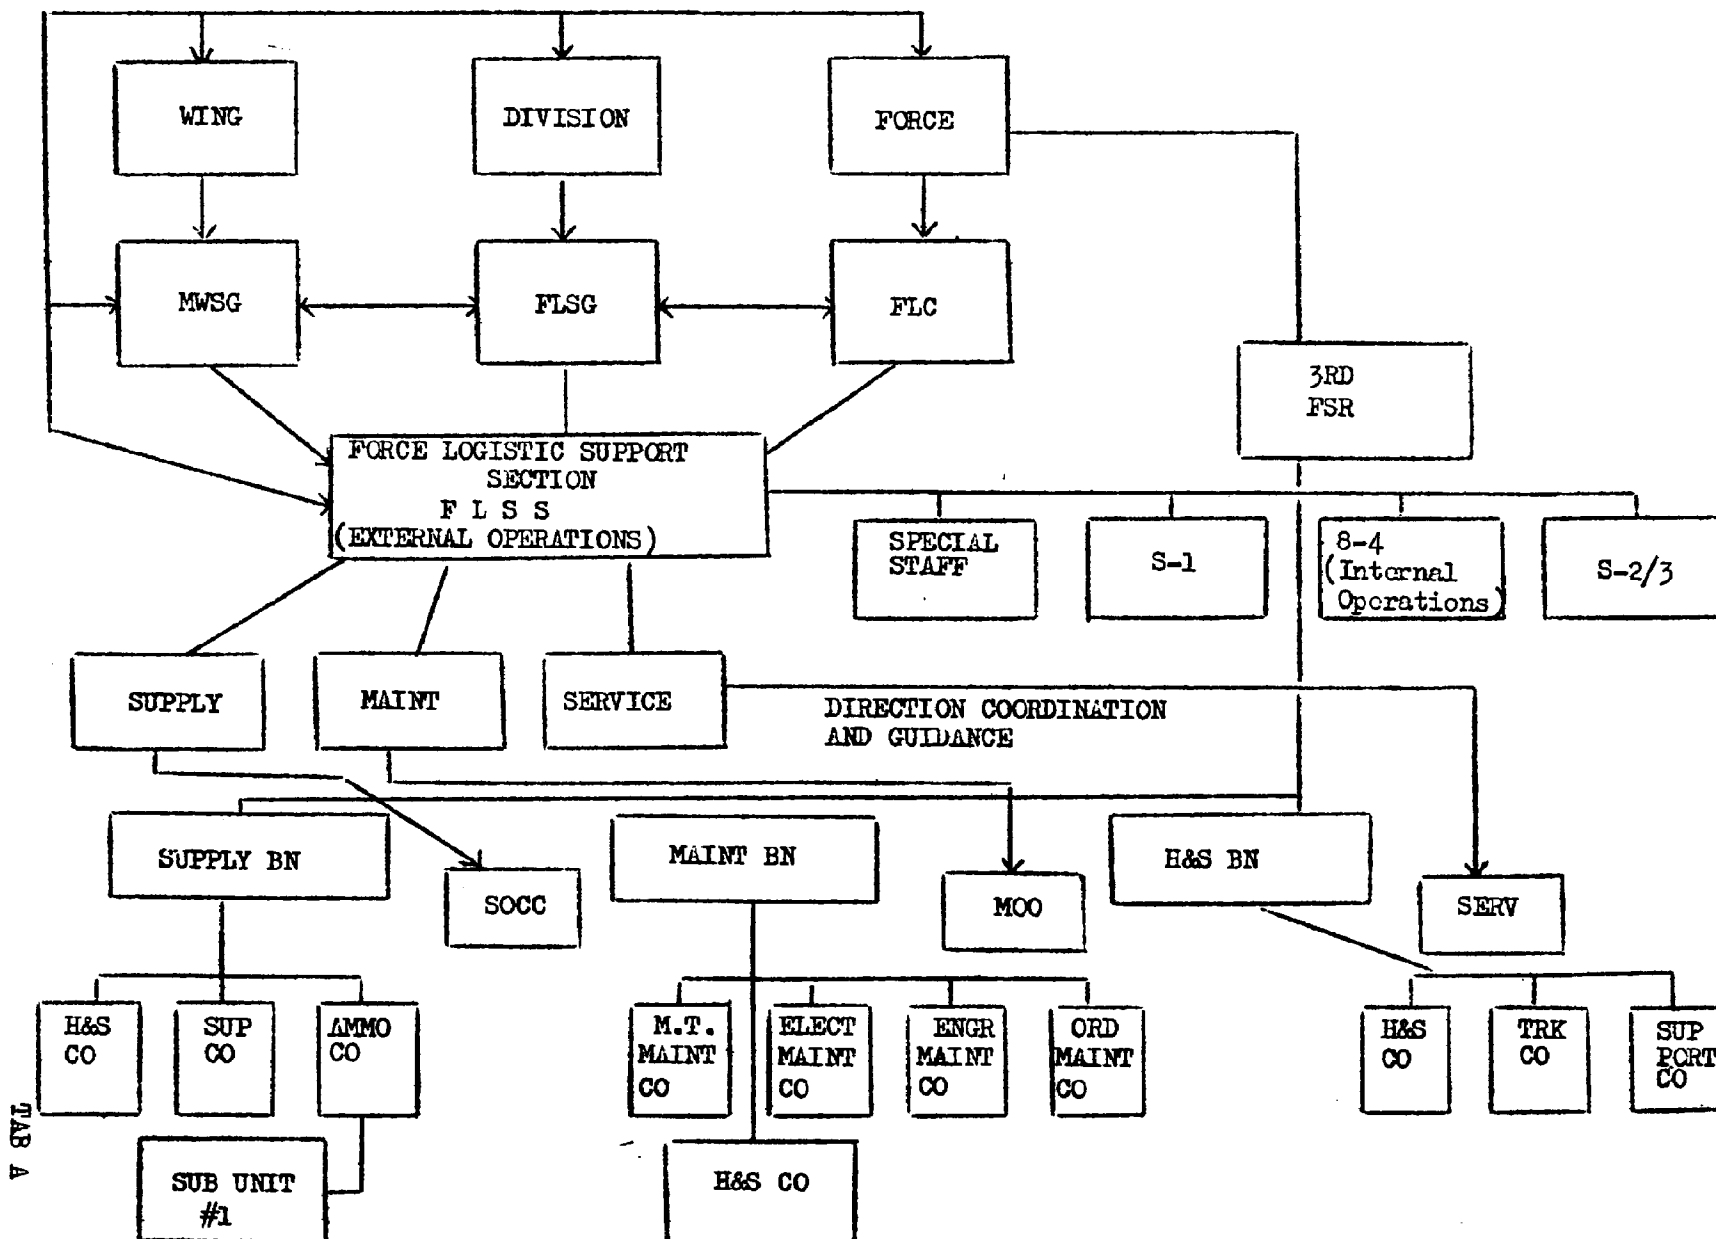 WING
DIVISION
FORCE
MWSG
FLSG
FLC
3RD
FSR
FORCE LOGISTIC SUPPORT
SECTION
F L S S
(EXTERNAL OPERATIONS)
SPECIAL
STAFF
S-1
8-4
(Internal
Operations)
S-2/3
SUPPLY
MAINT
SERVICE
DIRECTION COORDINATION
AND GUIDANCE
SUPPLY BN
SOCC
MAINT BN
MOO
H&S BN
SERV
H&S
CO
SUP
CO
AMMO
CO
M.T.
MAINT
CO
ELECT
MAINT
CO
ENGR
MAINT
CO
ORD
MAINT
CO
H&S
CO
TRK
CO
SUP
PORT
CO
SUB UNIT
#1
H&S CO
TAB A